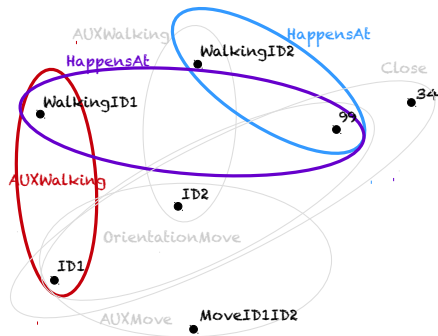 AUXWalking
HappensAt
WalkingID2
HappensAt
Close
WalkingID1
34
99
AUXWalking
ID2
OrientationMove
ID1
AUXMove
MoveID1ID2